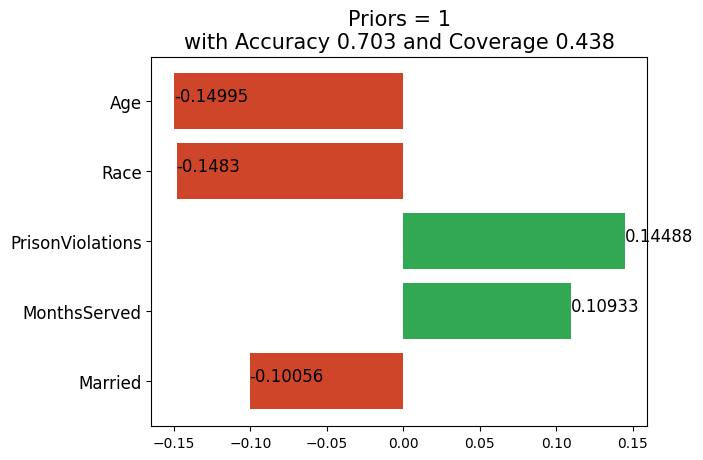 Priors = 1
with Accuracy 0.703 and Coverage 0.438
Age
-0.14995
Race
-0.1483
PrisonViolations
0.14488
MonthsServed
0.10933
Married
-0.10056
−0.15
−0.10
−0.05
0.00
0.05
0.10
0.15